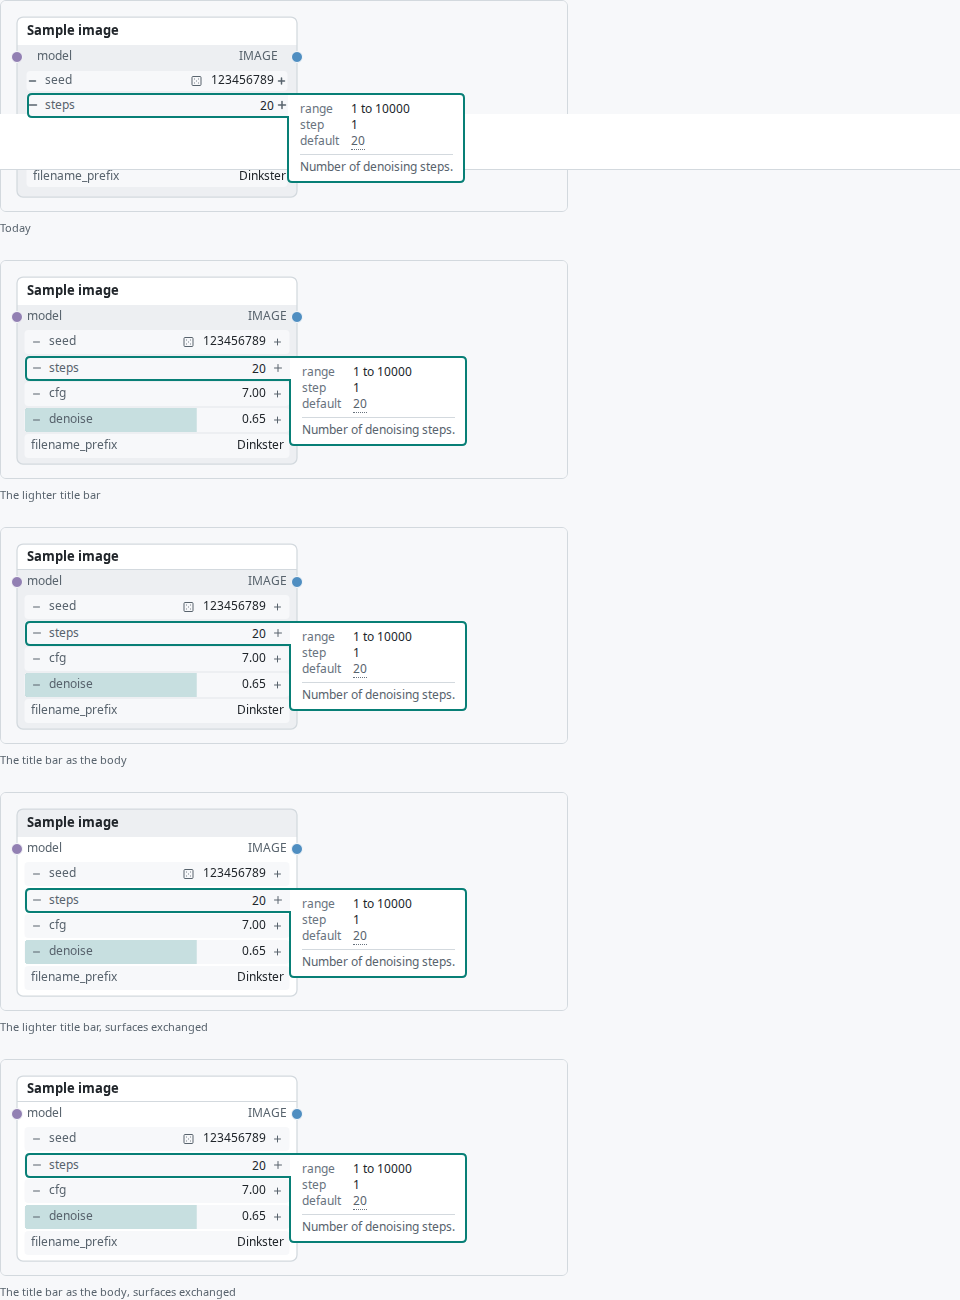 Sample image
model IMAGE
− seed 123456789 +
− steps 20 +
range 1 to 10000
step 1
default 20
Number of denoising steps.
filename_prefix Dinkster
Today
Sample image
model IMAGE
− seed 123456789 +
− steps 20 +
range 1 to 10000
− cfg 7.00 +
step 1
default 20
− denoise 0.65 +
Number of denoising steps.
filename_prefix Dinkster
The lighter title bar
Sample image
model IMAGE
− seed 123456789 +
− steps 20 +
range 1 to 10000
− cfg 7.00 +
step 1
default 20
− denoise 0.65 +
Number of denoising steps.
filename_prefix Dinkster
The title bar as the body
Sample image
model IMAGE
− seed 123456789 +
− steps 20 +
range 1 to 10000
− cfg 7.00 +
step 1
default 20
− denoise 0.65 +
Number of denoising steps.
filename_prefix Dinkster
The lighter title bar, surfaces exchanged
Sample image
model IMAGE
− seed 123456789 +
− steps 20 +
range 1 to 10000
− cfg 7.00 +
step 1
default 20
− denoise 0.65 +
Number of denoising steps.
filename_prefix Dinkster
The title bar as the body, surfaces exchanged